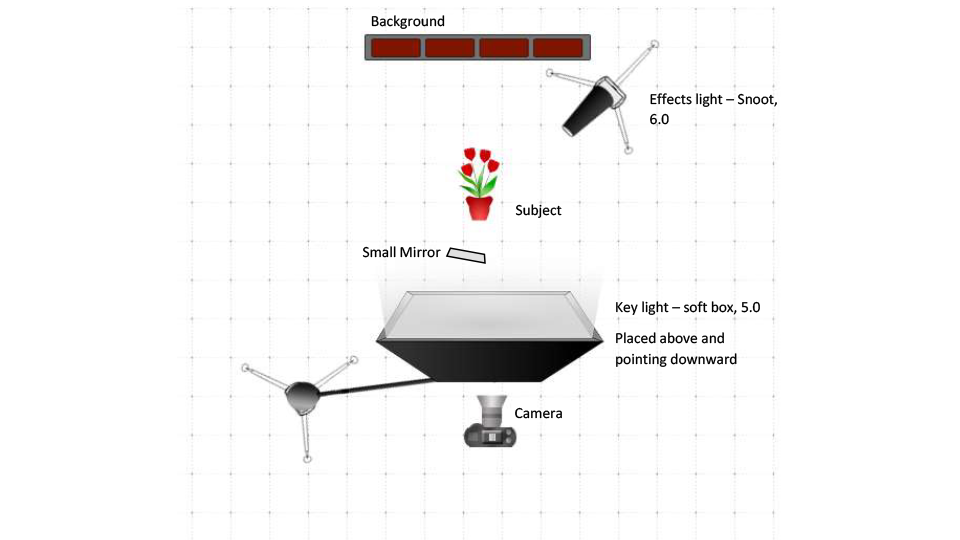 Background
Effects light – Snoot,
6.0
Subject
Small Mirror
Key light – soft box, 5.0
Placed above and
pointing downward
Camera